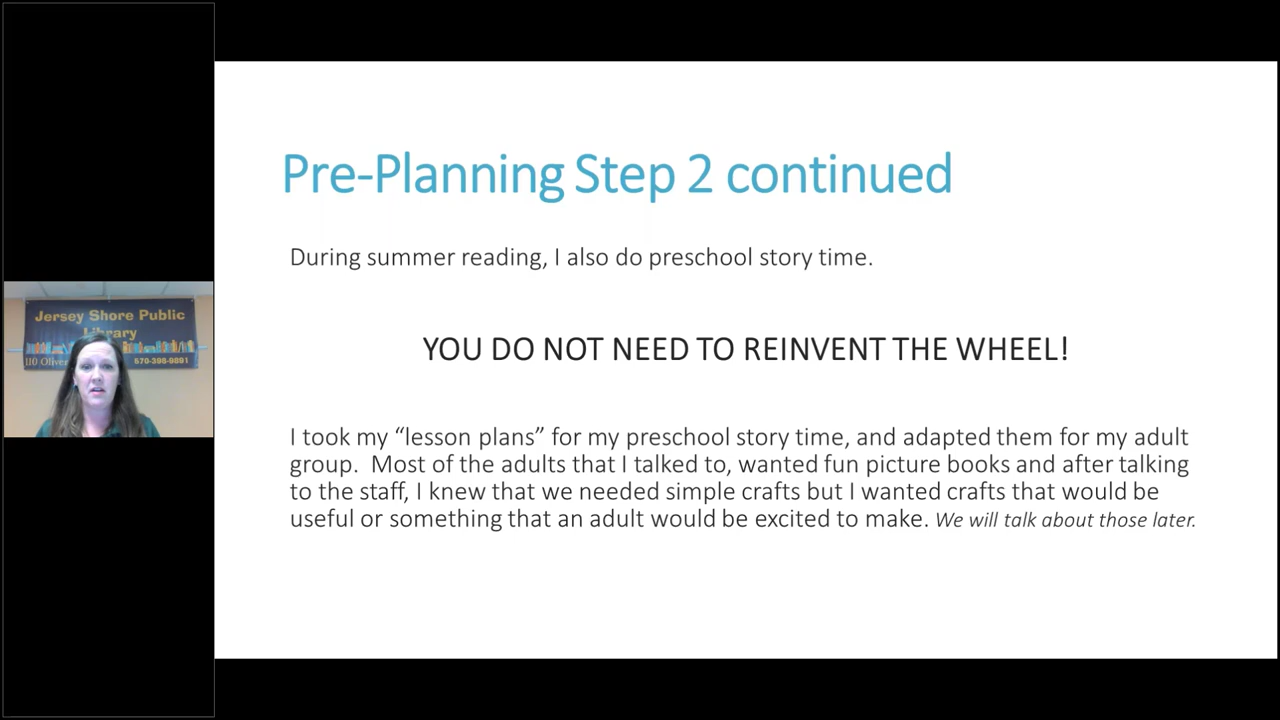 Pre-Planning Step 2 continued
During summer reading, I also do preschool story time.
YOU DO NOT NEED TO REINVENT THE WHEEL!
I took my “lesson plans” for my preschool story time, and adapted them for my adult
group.  Most of the adults that I talked to, wanted fun picture books and after talking
to the staff, I knew that we needed simple crafts but I wanted crafts that would be
useful or something that an adult would be excited to make. We will talk about those later.
Jersey Shore Public
Library
110 Oliver
570-398-9891